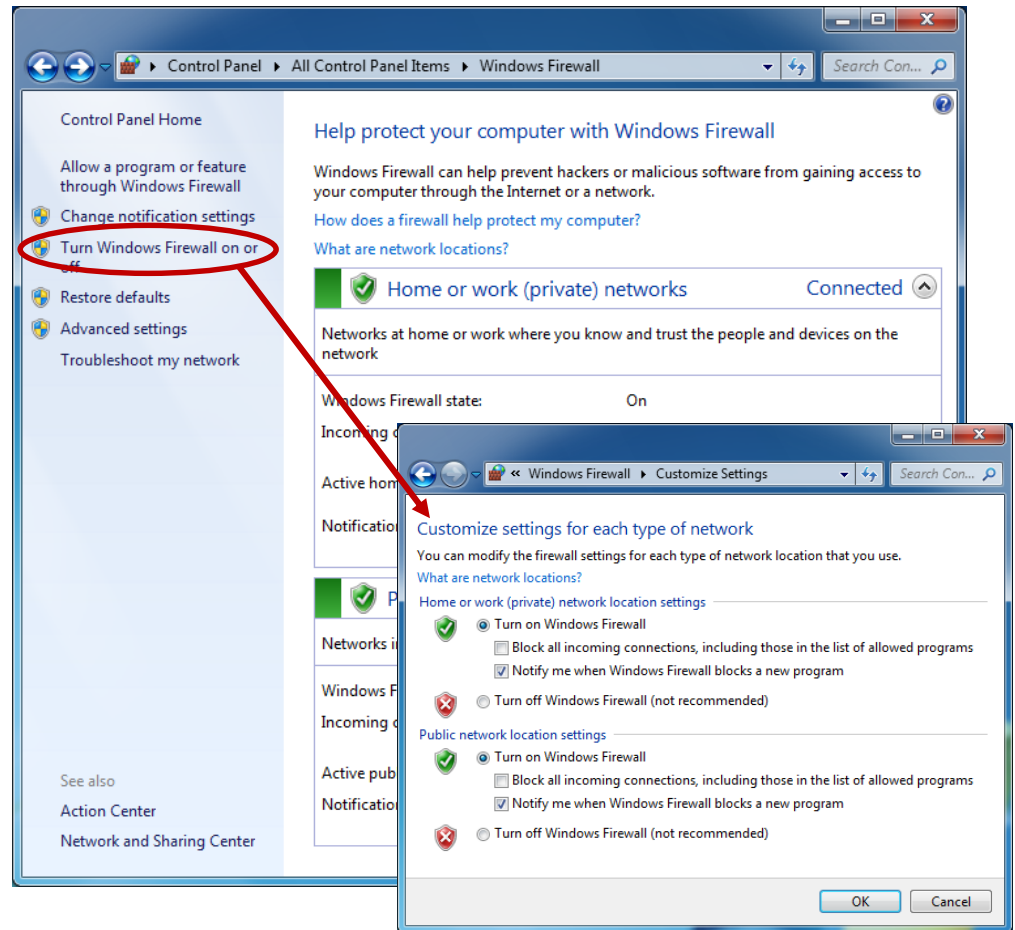 Control Panel
All Control Panel Items
Windows Firewall
Search Con...
Control Panel Home
Allow a program or feature
through Windows Firewall
Change notification settings
Turn Windows Firewall on or
off
Restore defaults
Advanced settings
Troubleshoot my network
See also
Action Center
Network and Sharing Center
Help protect your computer with Windows Firewall
Windows Firewall can help prevent hackers or malicious software from gaining access to
your computer through the Internet or a network.
How does a firewall help protect my computer?
What are network locations?
Home or work (private) networks
Connected
Networks at home or work where you know and trust the people and devices on the
network
Windows Firewall state:
On
Incoming
Active
Networks
Windows
Incoming
Active
« Windows Firewall
Customize Settings
Search Con...
Customize settings for each type of network
You can modify the firewall settings for each type of network location that you use.
What are network locations?
Home or work (private) network location settings
Turn on Windows Firewall
Block all incoming connections, including those in the list of allowed programs
Notify me when Windows Firewall blocks a new program
Turn off Windows Firewall (not recommended)
Public network location settings
Turn on Windows Firewall
Block all incoming connections, including those in the list of allowed programs
Notify me when Windows Firewall blocks a new program
Turn off Windows Firewall (not recommended)
OK
Cancel